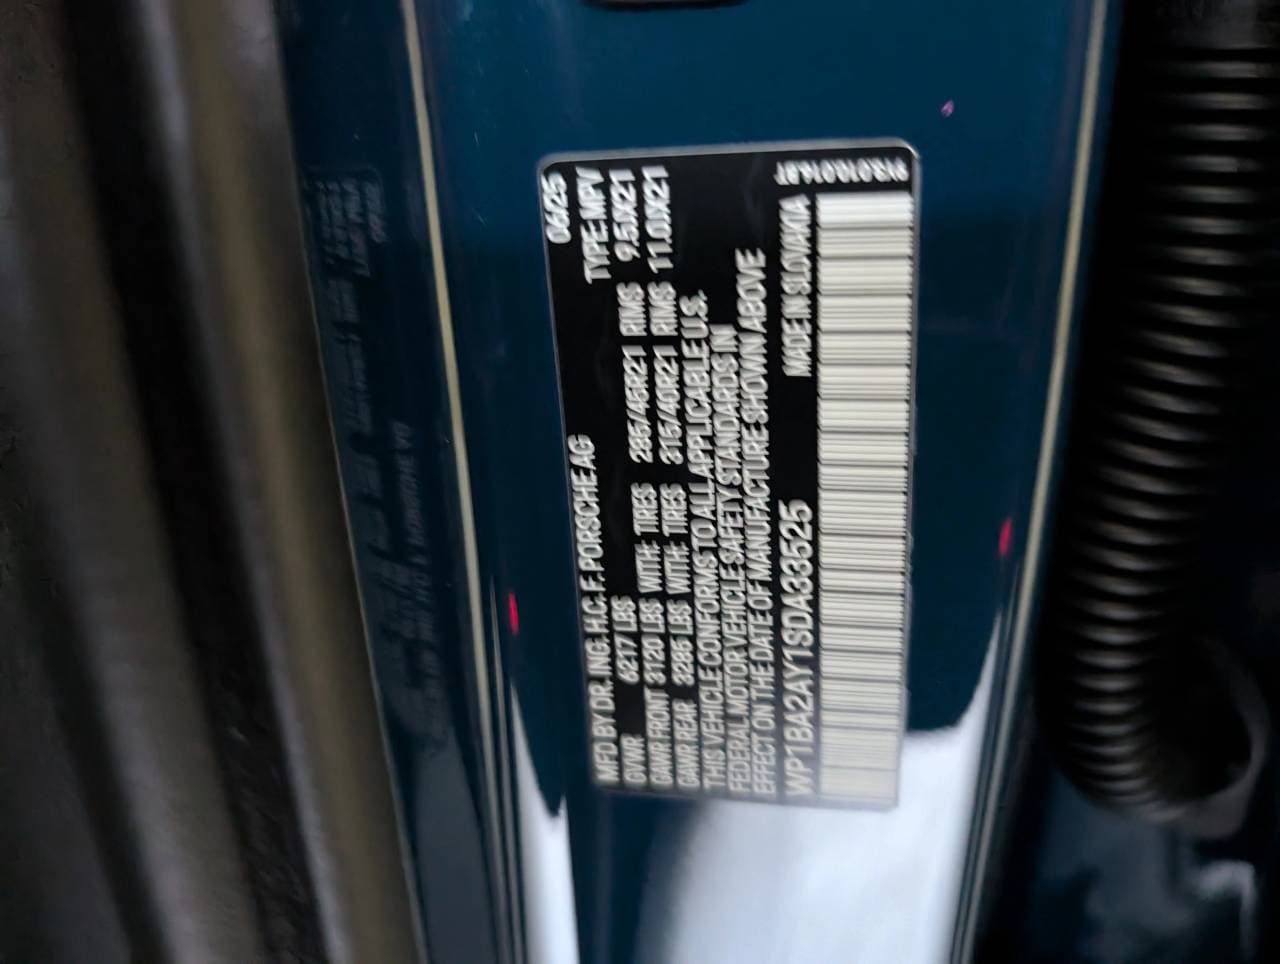 MFD BY DR. ING. H.C. F. PORSCHE AG 06/25
GVWR 6217 LBS TYPE: MPV
GAWR FRONT 3120 LBS WITH: TIRES 285/45R21 RIMS 9.5JX21
GAWR REAR 3285 LBS WITH: TIRES 315/40R21 RIMS 11.0JX21
THIS VEHICLE CONFORMS TO ALL APPLICABLE U.S.
FEDERAL MOTOR VEHICLE SAFETY STANDARDS IN
EFFECT ON THE DATE OF MANUFACTURE SHOWN ABOVE
WP1BA2AY1SDA33525 MADE IN SLOVAKIA